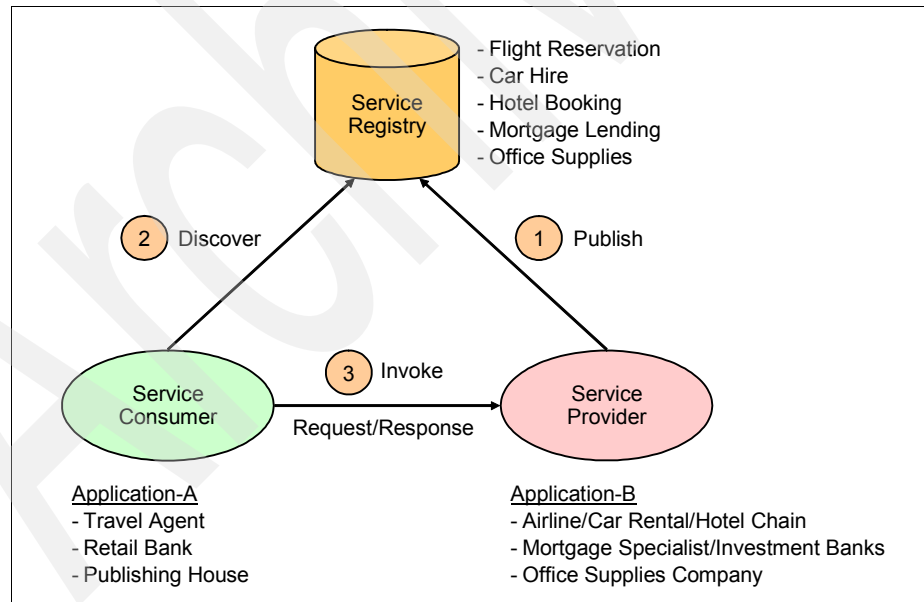 - Flight Reservation
- Car Hire
- Hotel Booking
- Mortgage Lending
- Office Supplies
Service
Registry
2 Discover
1 Publish
3 Invoke
Service
Consumer
Request/Response
Service
Provider
Application-A
- Travel Agent
- Retail Bank
- Publishing House
Application-B
- Airline/Car Rental/Hotel Chain
- Mortgage Specialist/Investment Banks
- Office Supplies Company